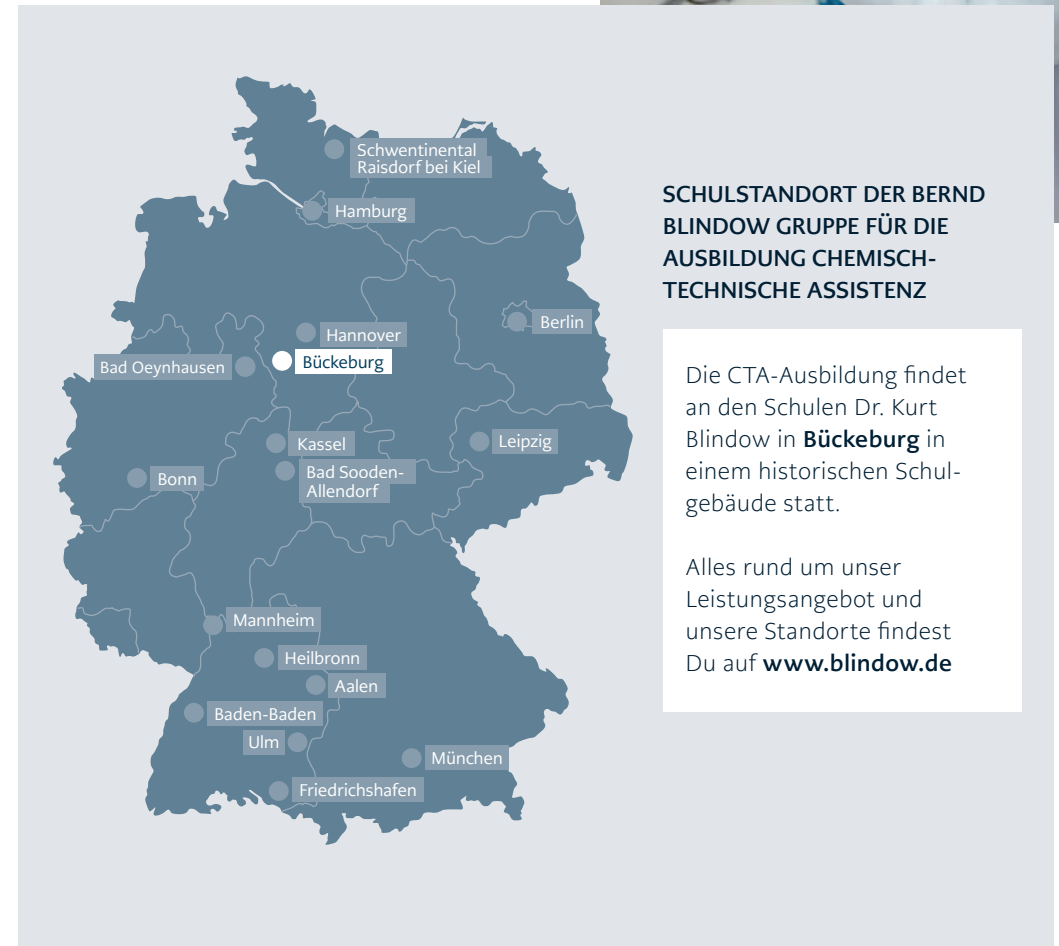 Schwentinental
Raisdorf bei Kiel
Hamburg
Berlin
Hannover
Bückeburg
Bad Oeynhausen
Kassel
Leipzig
Bad Sooden-
Allendorf
Bonn
Mannheim
Heilbronn
Aalen
Baden-Baden
Ulm
München
Friedrichshafen
SCHULSTANDORT DER BERND
BLINDOW GRUPPE FÜR DIE
AUSBILDUNG CHEMISCH-
TECHNISCHE ASSISTENZ
Die CTA-Ausbildung findet
an den Schulen Dr. Kurt
Blindow in Bückeburg in
einem historischen Schul-
gebäude statt.
Alles rund um unser
Leistungsangebot und
unsere Standorte findest
Du auf www.blindow.de